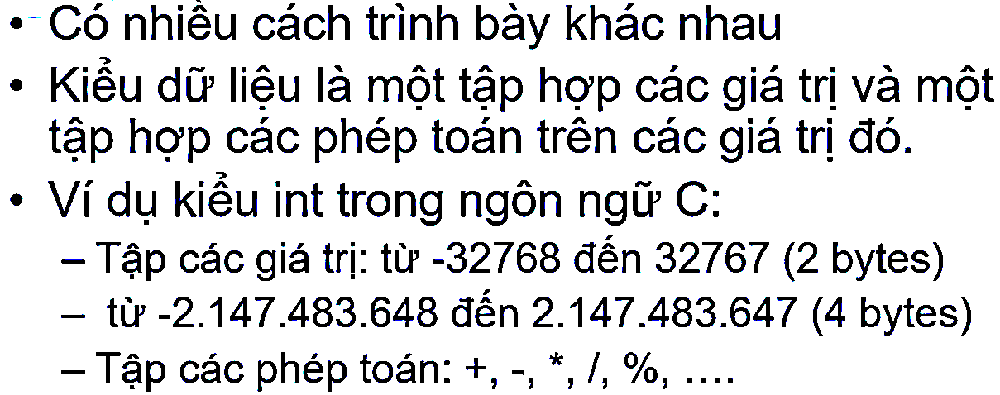 • Có nhiều cách trình bày khác nhau
• Kiểu dữ liệu là một tập hợp các giá trị và một
tập hợp các phép toán trên các giá trị đó.
• Ví dụ kiểu int trong ngôn ngữ C:
– Tập các giá trị: từ -32768 đến 32767 (2 bytes)
– từ -2.147.483.648 đến 2.147.483.647 (4 bytes)
– Tập các phép toán: +, -, *, /, %, ….